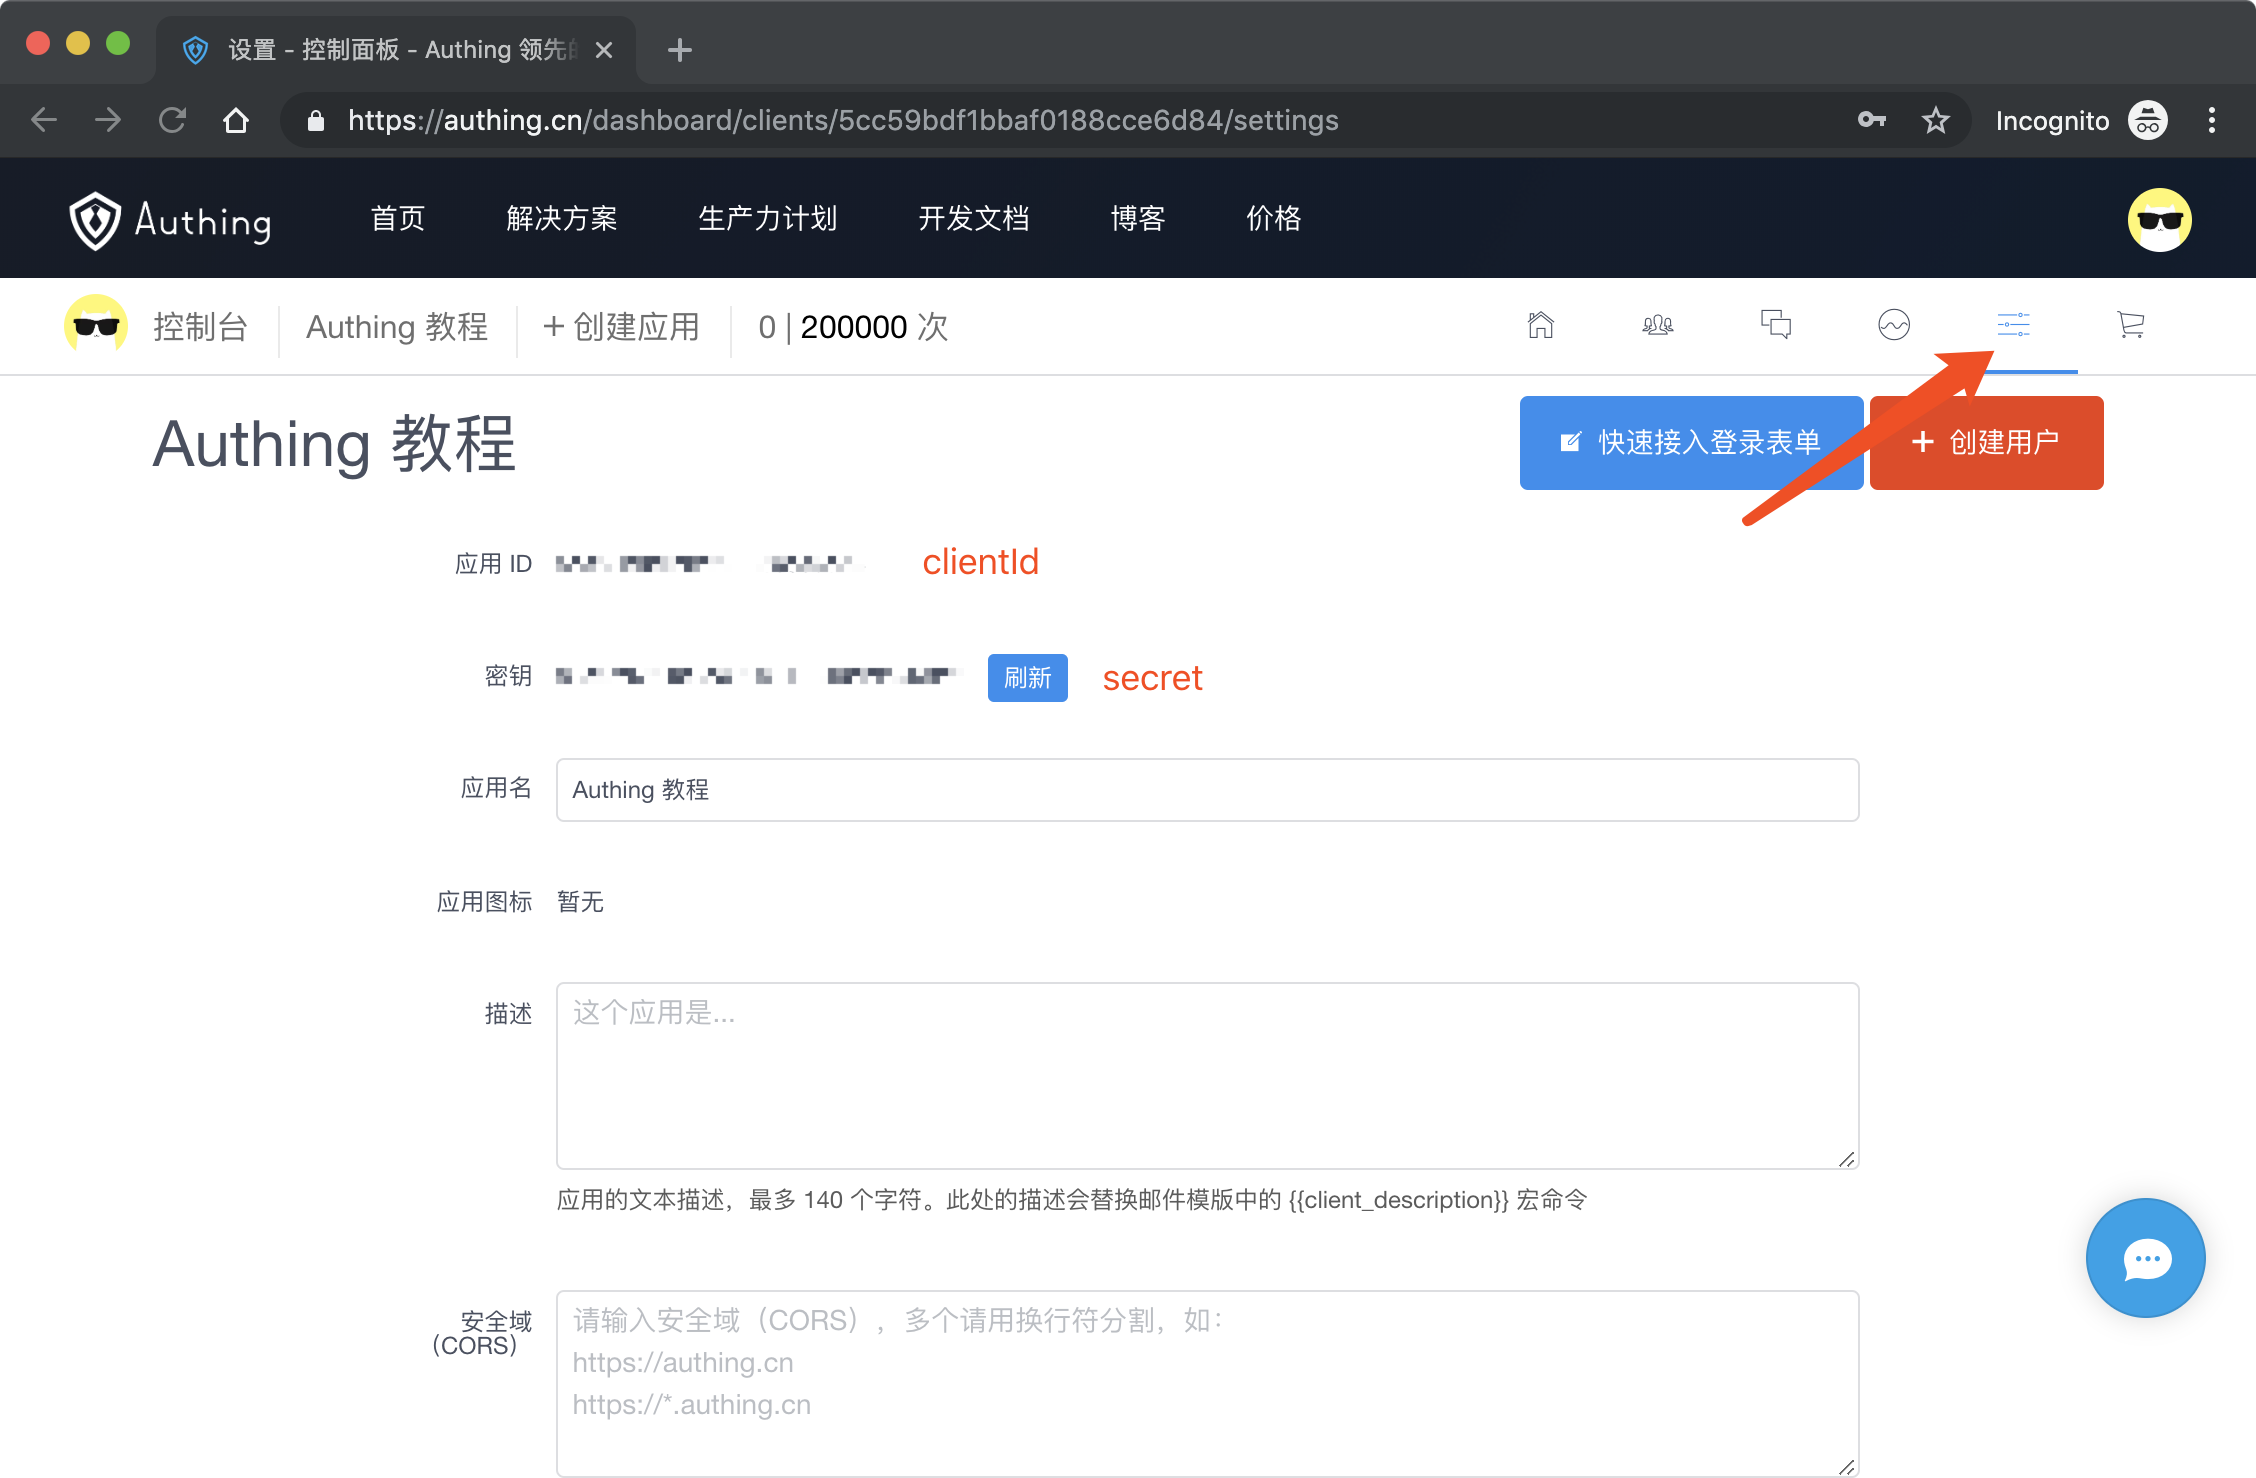 设置 - 控制面板 - Authing 领先
https://authing.cn/dashboard/clients/5cc59bdf1bbaf0188cce6d84/settings
Incognito
Authing 首页 解决方案 生产力计划 开发文档 博客 价格
控制台 Authing 教程 + 创建应用 0 | 200000 次
Authing 教程
快速接入登录表单
+ 创建用户
应用 ID
clientId
密钥
刷新
secret
应用名
Authing 教程
应用图标
暂无
描述
这个应用是...
应用的文本描述，最多 140 个字符。此处的描述会替换邮件模版中的 {{client_description}} 宏命令
安全域
（CORS）
请输入安全域（CORS），多个请用换行符分割，如：
https://authing.cn
https://*.authing.cn